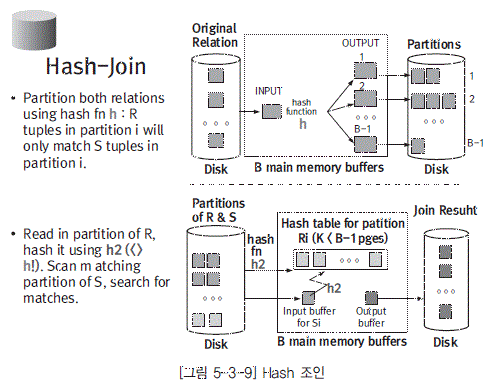 Hash-Join
• Partition both relations
using hash fn h : R
tuples in partition i will
only match S tuples in
partition i.
Original
Relation
OUTPUT
Partitions
1
INPUT
2
hash
function
h
B-1
1
2
B-1
Disk
B main memory buffers
Disk
• Read in partition of R,
hash it using h2 (<>
h!). Scan m atching
partition of S, search for
matches.
Partitions
of R & S
hash
fn
h2
Hash table for patition
Ri (K < B-1 pges)
Join Resuht
h2
Input buffer
for Si
Output
buffer
Disk
B main memory buffers
Disk
[그림 5-3-9] Hash 조인